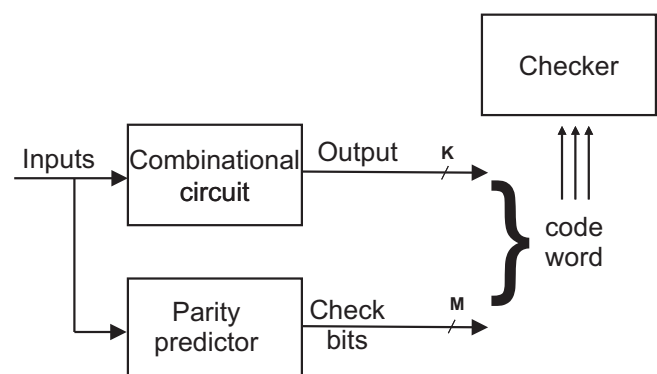 Checker
Inputs
Combinational
circuit
Output
K
code
word
}
Parity
predictor
Check
bits
M